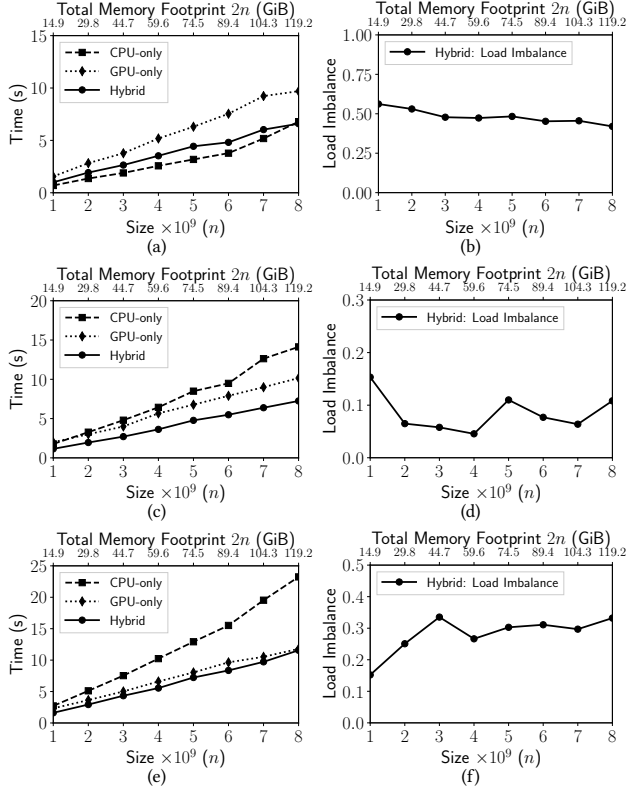 Total Memory Footprint 2n (GiB)
14.9 29.8 44.7 59.6 74.5 89.4 104.3 119.2
15
10
5
0
Time (s)
CPU-only
GPU-only
Hybrid
1 2 3 4 5 6 7 8
Size ×10⁹ (n)
(a)
Total Memory Footprint 2n (GiB)
14.9 29.8 44.7 59.6 74.5 89.4 104.3 119.2
1.00
0.75
0.50
0.25
0.00
Load Imbalance
Hybrid: Load Imbalance
1 2 3 4 5 6 7 8
Size ×10⁹ (n)
(b)
Total Memory Footprint 2n (GiB)
14.9 29.8 44.7 59.6 74.5 89.4 104.3 119.2
20
15
10
5
0
Time (s)
CPU-only
GPU-only
Hybrid
1 2 3 4 5 6 7 8
Size ×10⁹ (n)
(c)
Total Memory Footprint 2n (GiB)
14.9 29.8 44.7 59.6 74.5 89.4 104.3 119.2
0.3
0.2
0.1
0.0
Load Imbalance
Hybrid: Load Imbalance
1 2 3 4 5 6 7 8
Size ×10⁹ (n)
(d)
Total Memory Footprint 2n (GiB)
14.9 29.8 44.7 59.6 74.5 89.4 104.3 119.2
25
20
15
10
5
0
Time (s)
CPU-only
GPU-only
Hybrid
1 2 3 4 5 6 7 8
Size ×10⁹ (n)
(e)
Total Memory Footprint 2n (GiB)
14.9 29.8 44.7 59.6 74.5 89.4 104.3 119.2
0.5
0.4
0.3
0.2
0.1
0.0
Load Imbalance
Hybrid: Load Imbalance
1 2 3 4 5 6 7 8
Size ×10⁹ (n)
(f)